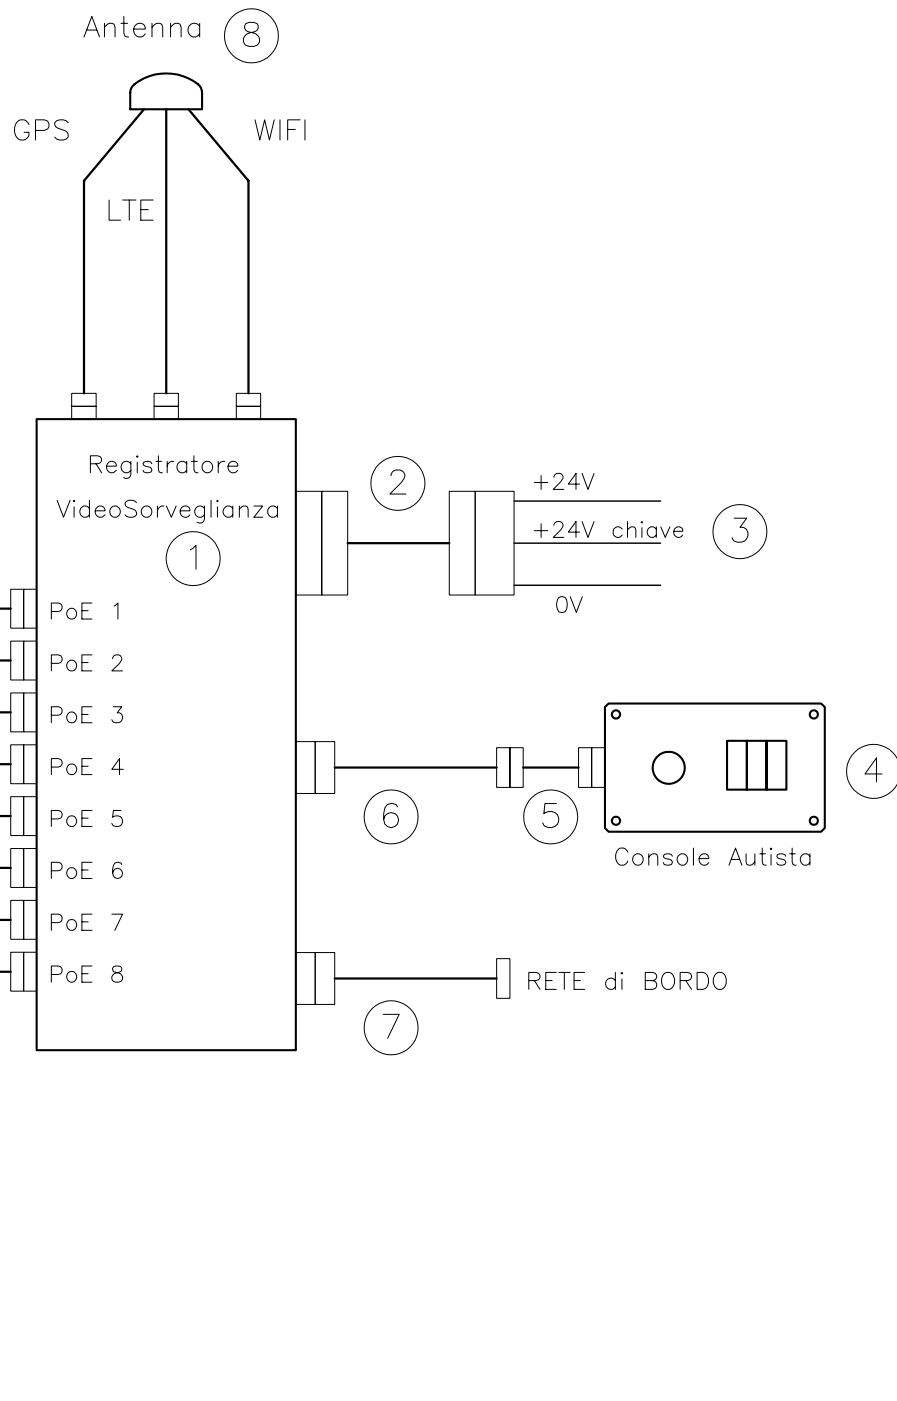 Antenna 8
GPS
WIFI
LTE
Registratore
VideoSorveglianza
1
2
+24V
+24V chiave
3
0V
PoE 1
PoE 2
PoE 3
PoE 4
PoE 5
PoE 6
PoE 7
PoE 8
4
6
5
Console Autista
RETE di BORDO
7